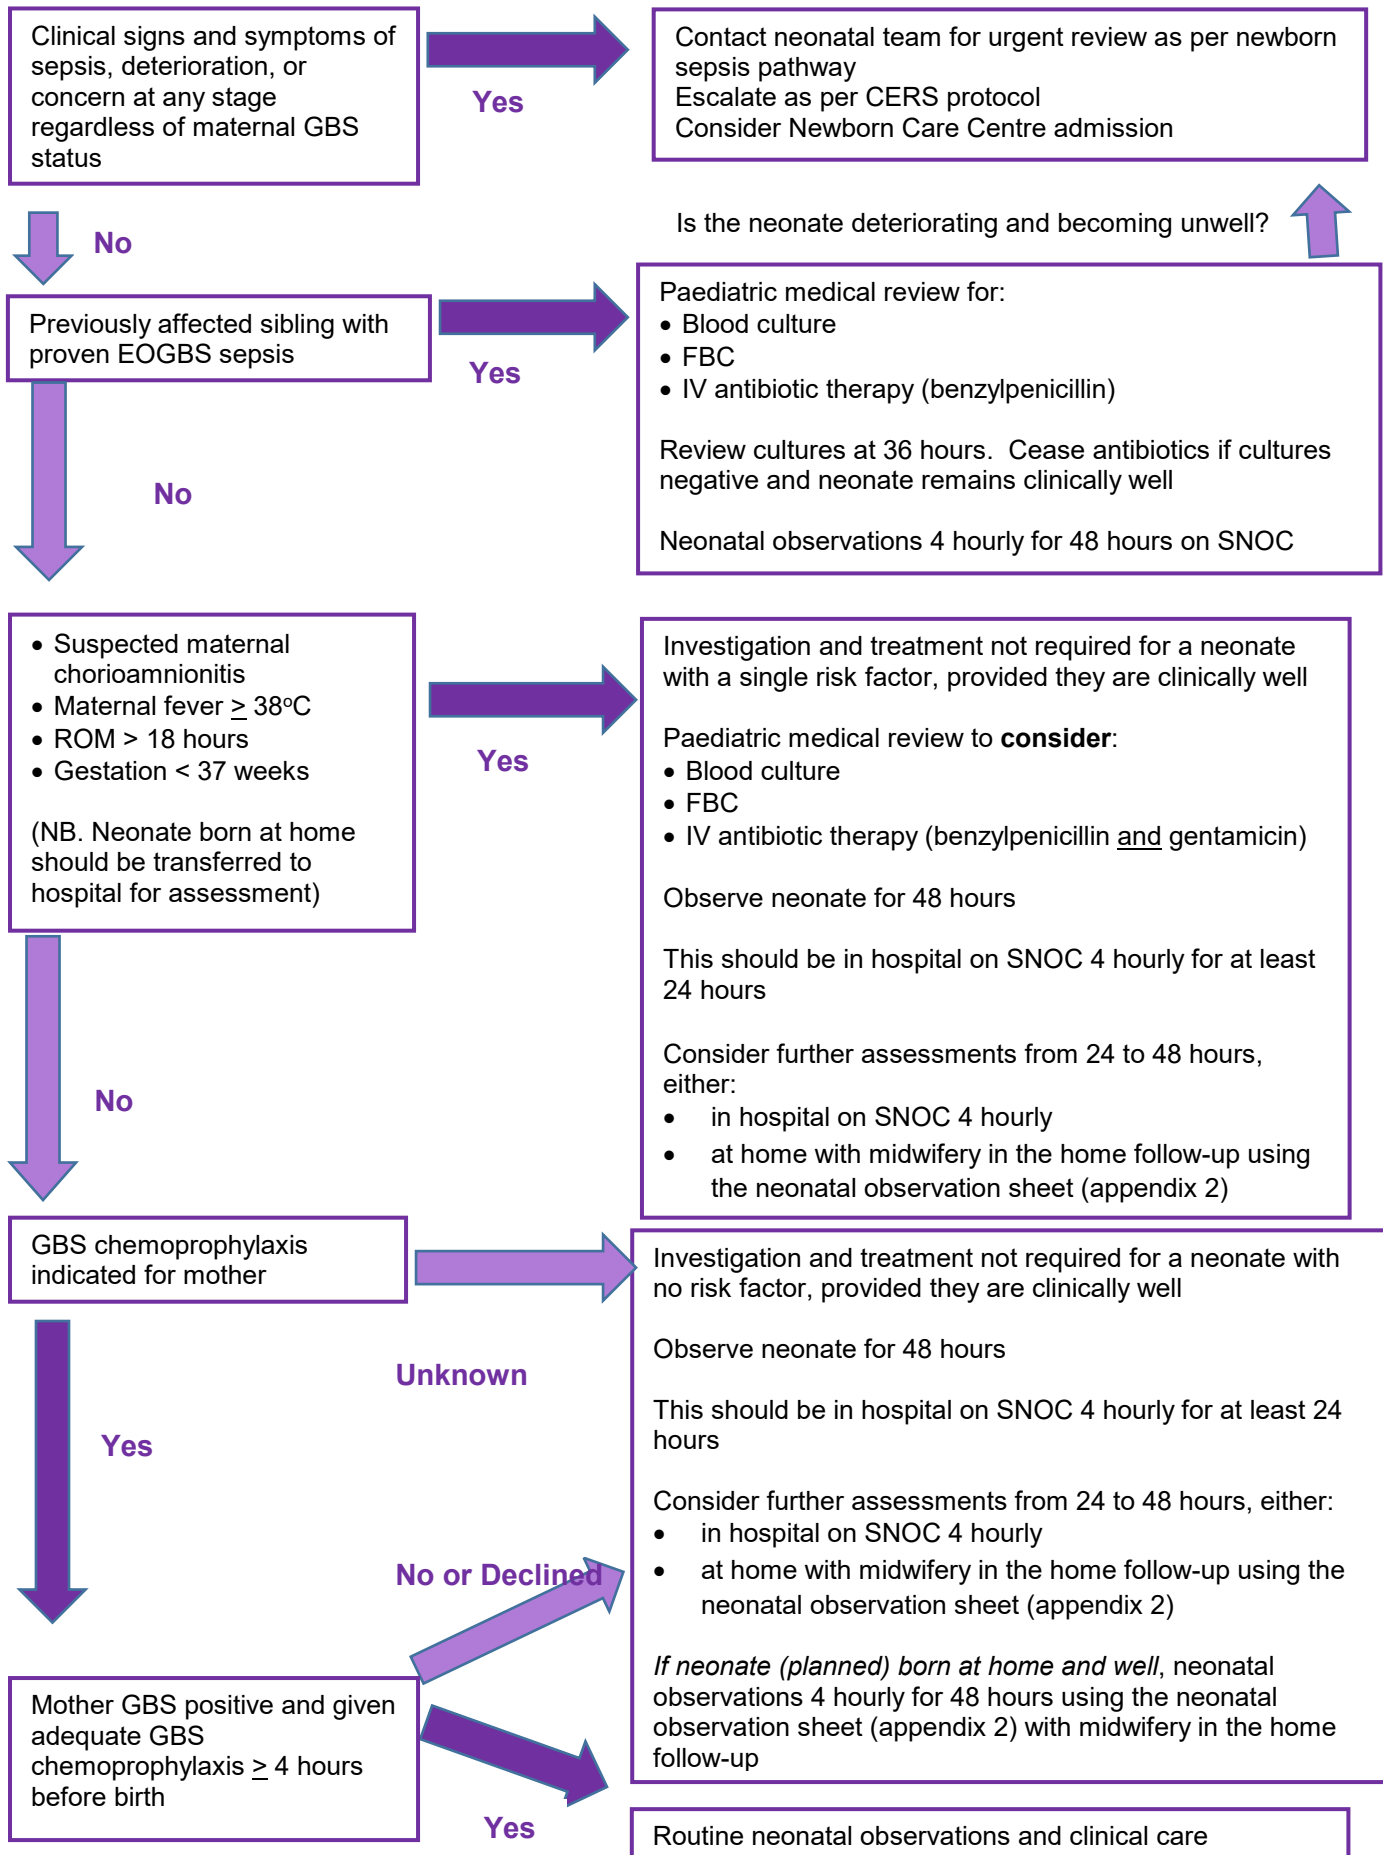 Clinical signs and symptoms of
sepsis, deterioration, or
concern at any stage
regardless of maternal GBS
status
Yes
Contact neonatal team for urgent review as per newborn
sepsis pathway
Escalate as per CERS protocol
Consider Newborn Care Centre admission
No
Is the neonate deteriorating and becoming unwell?
Previously affected sibling with
proven EOGBS sepsis
Yes
Paediatric medical review for:
• Blood culture
• FBC
• IV antibiotic therapy (benzylpenicillin)
Review cultures at 36 hours.  Cease antibiotics if cultures
negative and neonate remains clinically well
Neonatal observations 4 hourly for 48 hours on SNOC
No
• Suspected maternal
chorioamnionitis
• Maternal fever ≥ 38°C
• ROM > 18 hours
• Gestation < 37 weeks
(NB. Neonate born at home
should be transferred to
hospital for assessment)
Yes
Investigation and treatment not required for a neonate
with a single risk factor, provided they are clinically well
Paediatric medical review to consider:
• Blood culture
• FBC
• IV antibiotic therapy (benzylpenicillin and gentamicin)
Observe neonate for 48 hours
This should be in hospital on SNOC 4 hourly for at least
24 hours
Consider further assessments from 24 to 48 hours,
either:
• in hospital on SNOC 4 hourly
• at home with midwifery in the home follow-up using
the neonatal observation sheet (appendix 2)
No
GBS chemoprophylaxis
indicated for mother
Unknown
Investigation and treatment not required for a neonate with
no risk factor, provided they are clinically well
Observe neonate for 48 hours
This should be in hospital on SNOC 4 hourly for at least 24
hours
Consider further assessments from 24 to 48 hours, either:
• in hospital on SNOC 4 hourly
• at home with midwifery in the home follow-up using the
neonatal observation sheet (appendix 2)
If neonate (planned) born at home and well, neonatal
observations 4 hourly for 48 hours using the neonatal
observation sheet (appendix 2) with midwifery in the home
follow-up
Yes
No or Declined
Mother GBS positive and given
adequate GBS
chemoprophylaxis ≥ 4 hours
before birth
Yes
Routine neonatal observations and clinical care